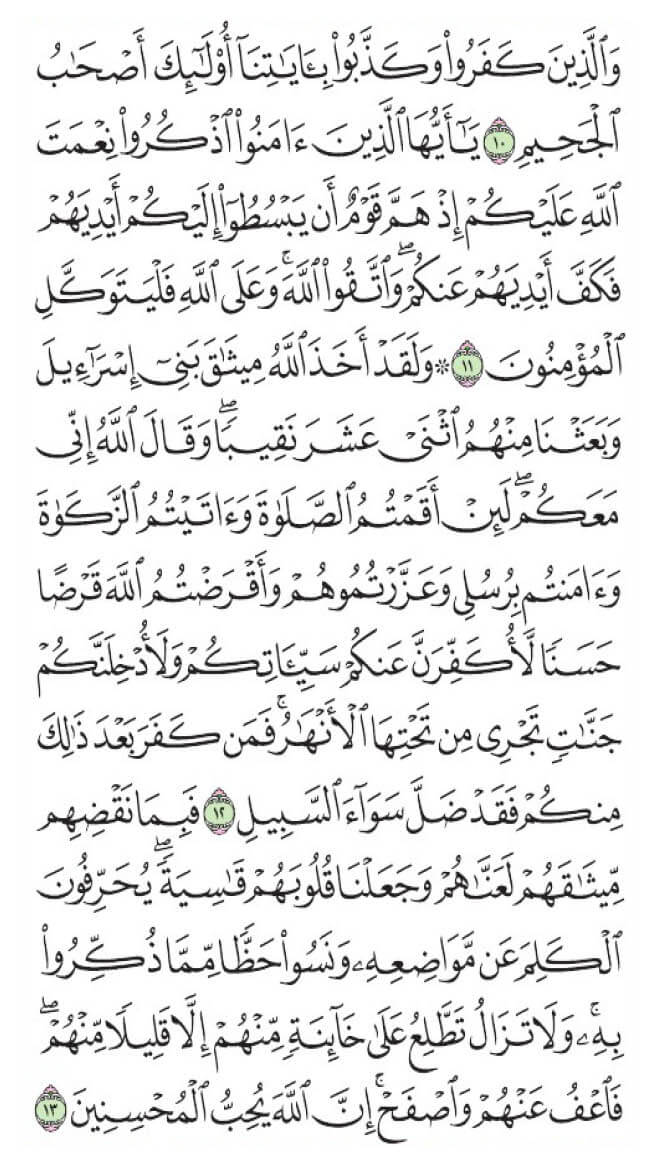 وَٱلَّذِينَ كَفَرُوا۟ وَكَذَّبُوا۟ بِـَٔايَـٰتِنَآ أُو۟لَـٰٓئِكَ أَصْحَـٰبُ
ٱلْجَحِيمِ ١٠ يَـٰٓأَيُّهَا ٱلَّذِينَ ءَامَنُوا۟ ٱذْكُرُوا۟ نِعْمَتَ
ٱللَّهِ عَلَيْكُمْ إِذْ هَمَّ قَوْمٌ أَن يَبْسُطُوٓا۟ إِلَيْكُمْ أَيْدِيَهُمْ
فَكَفَّ أَيْدِيَهُمْ عَنكُمْ ۖ وَٱتَّقُوا۟ ٱللَّهَ ۚ وَعَلَى ٱللَّهِ فَلْيَتَوَكَّلِ
ٱلْمُؤْمِنُونَ ١١ ۞ وَلَقَدْ أَخَذَ ٱللَّهُ مِيثَـٰقَ بَنِىٓ إِسْرَٰٓءِيلَ
وَبَعَثْنَا مِنْهُمُ ٱثْنَىْ عَشَرَ نَقِيبًا ۖ وَقَالَ ٱللَّهُ إِنِّى
مَعَكُمْ ۖ لَئِنْ أَقَمْتُمُ ٱلصَّلَوٰةَ وَءَاتَيْتُمُ ٱلزَّكَوٰةَ
وَءَامَنتُم بِرُسُلِى وَعَزَّرْتُمُوهُمْ وَأَقْرَضْتُمُ ٱللَّهَ قَرْضًا
حَسَنًا لَّأُكَفِّرَنَّ عَنكُمْ سَيِّـَٔاتِكُمْ وَلَأُدْخِلَنَّكُمْ
جَنَّـٰتٍ تَجْرِى مِن تَحْتِهَا ٱلْأَنْهَـٰرُ ۚ فَمَن كَفَرَ بَعْدَ ذَٰلِكَ
مِنكُمْ فَقَدْ ضَلَّ سَوَآءَ ٱلسَّبِيلِ ١٢ فَبِمَا نَقْضِهِم
مِّيثَـٰقَهُمْ لَعَنَّـٰهُمْ وَجَعَلْنَا قُلُوبَهُمْ قَـٰسِيَةً ۖ يُحَرِّفُونَ
ٱلْكَلِمَ عَن مَّوَاضِعِهِۦ وَنَسُوا۟ حَظًّا مِّمَّا ذُكِّرُوا۟
بِهِۦ ۚ وَلَا تَزَالُ تَطَّلِعُ عَلَىٰ خَآئِنَةٍ مِّنْهُمْ إِلَّا قَلِيلًا مِّنْهُمْ ۖ
فَٱعْفُ عَنْهُمْ وَٱصْفَحْ ۚ إِنَّ ٱللَّهَ يُحِبُّ ٱلْمُحْسِنِينَ ١٣